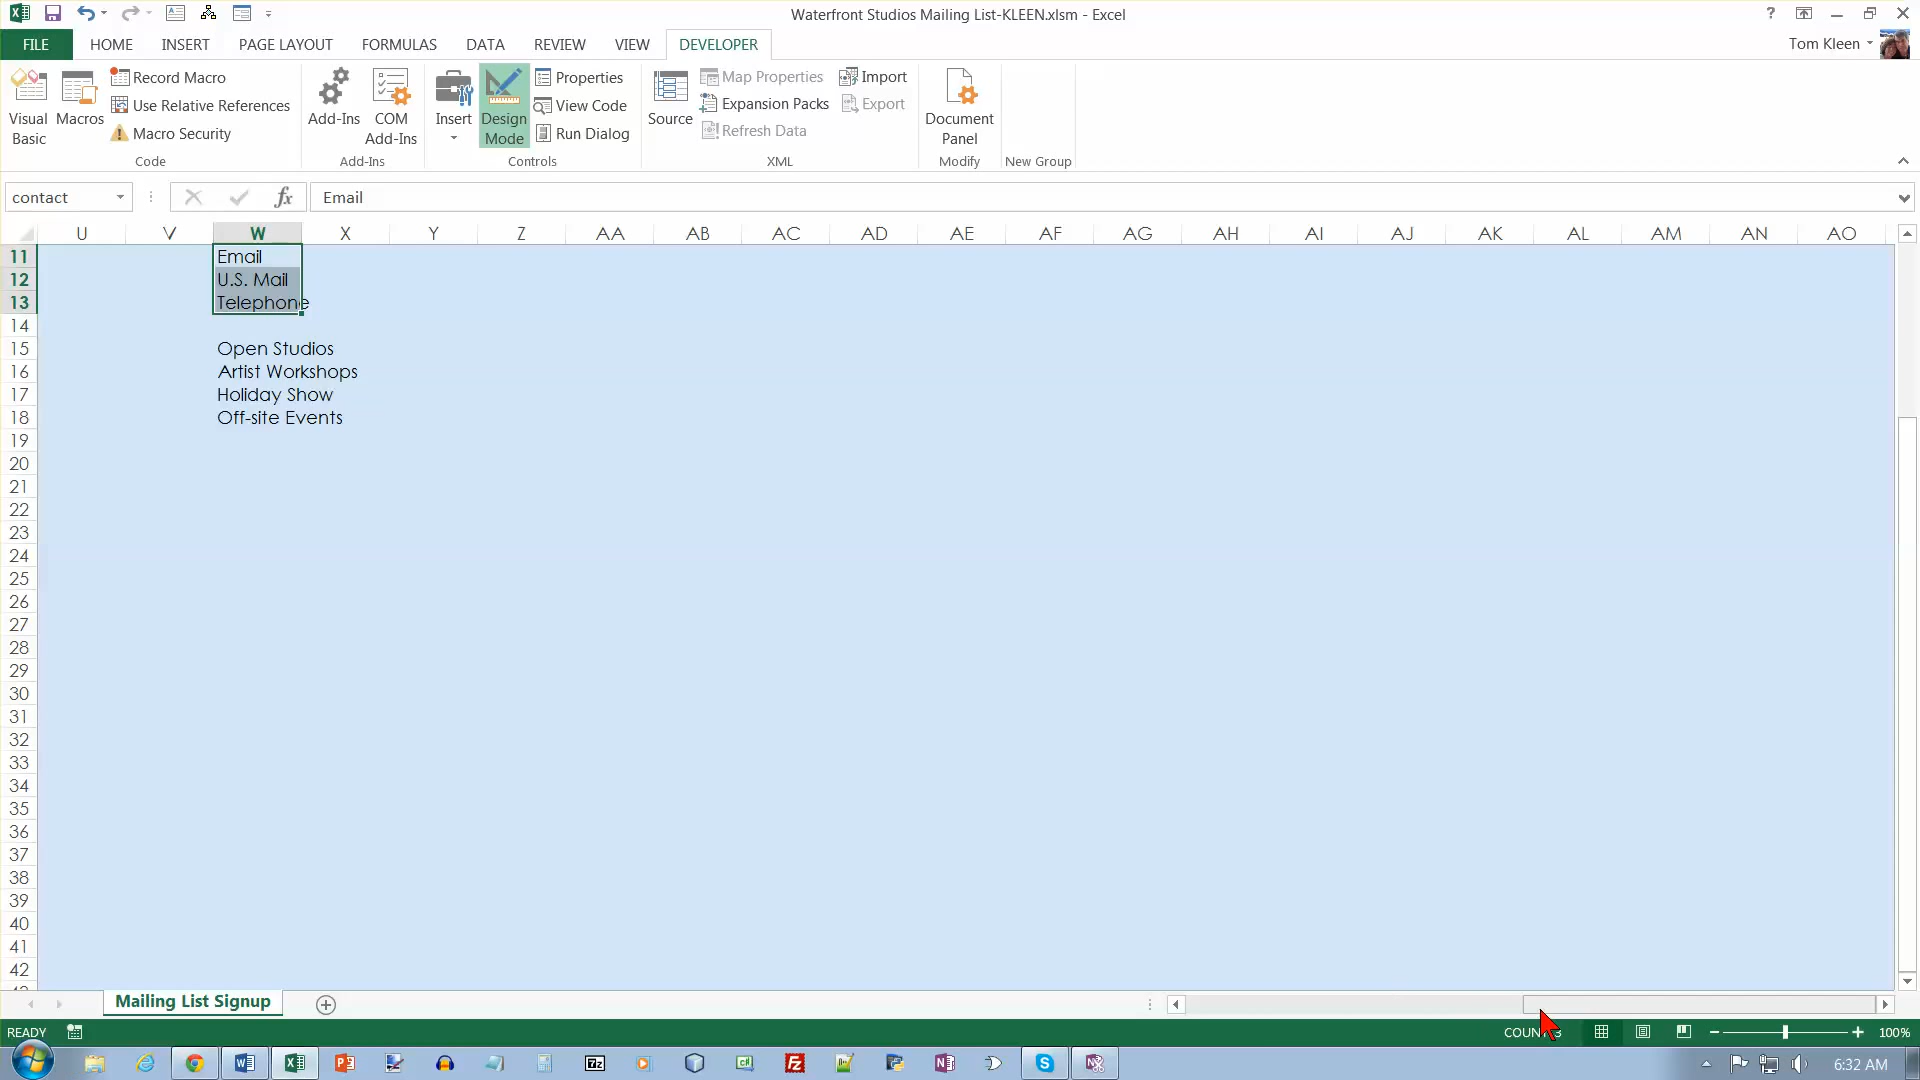 Waterfront Studios Mailing List-KLEEN.xlsm - Excel
?
FILE HOME INSERT PAGE LAYOUT FORMULAS DATA REVIEW VIEW DEVELOPER
Tom Kleen
Visual Basic
Macros
Record Macro
Use Relative References
Macro Security
Code
Add-Ins
COM Add-Ins
Add-Ins
Insert
Design Mode
Properties
View Code
Run Dialog
Controls
Source
Map Properties
Expansion Packs
Refresh Data
Import
Export
XML
Document Panel
Modify
New Group
contact
fx
Email
U V W X Y Z AA AB AC AD AE AF AG AH AI AJ AK AL AM AN AO
11 Email
12 U.S. Mail
13 Telephone
14
15 Open Studios
16 Artist Workshops
17 Holiday Show
18 Off-site Events
19
20
21
22
23
24
25
26
27
28
29
30
31
32
33
34
35
36
37
38
39
40
41
42
Mailing List Signup
READY
100%
6:32 AM